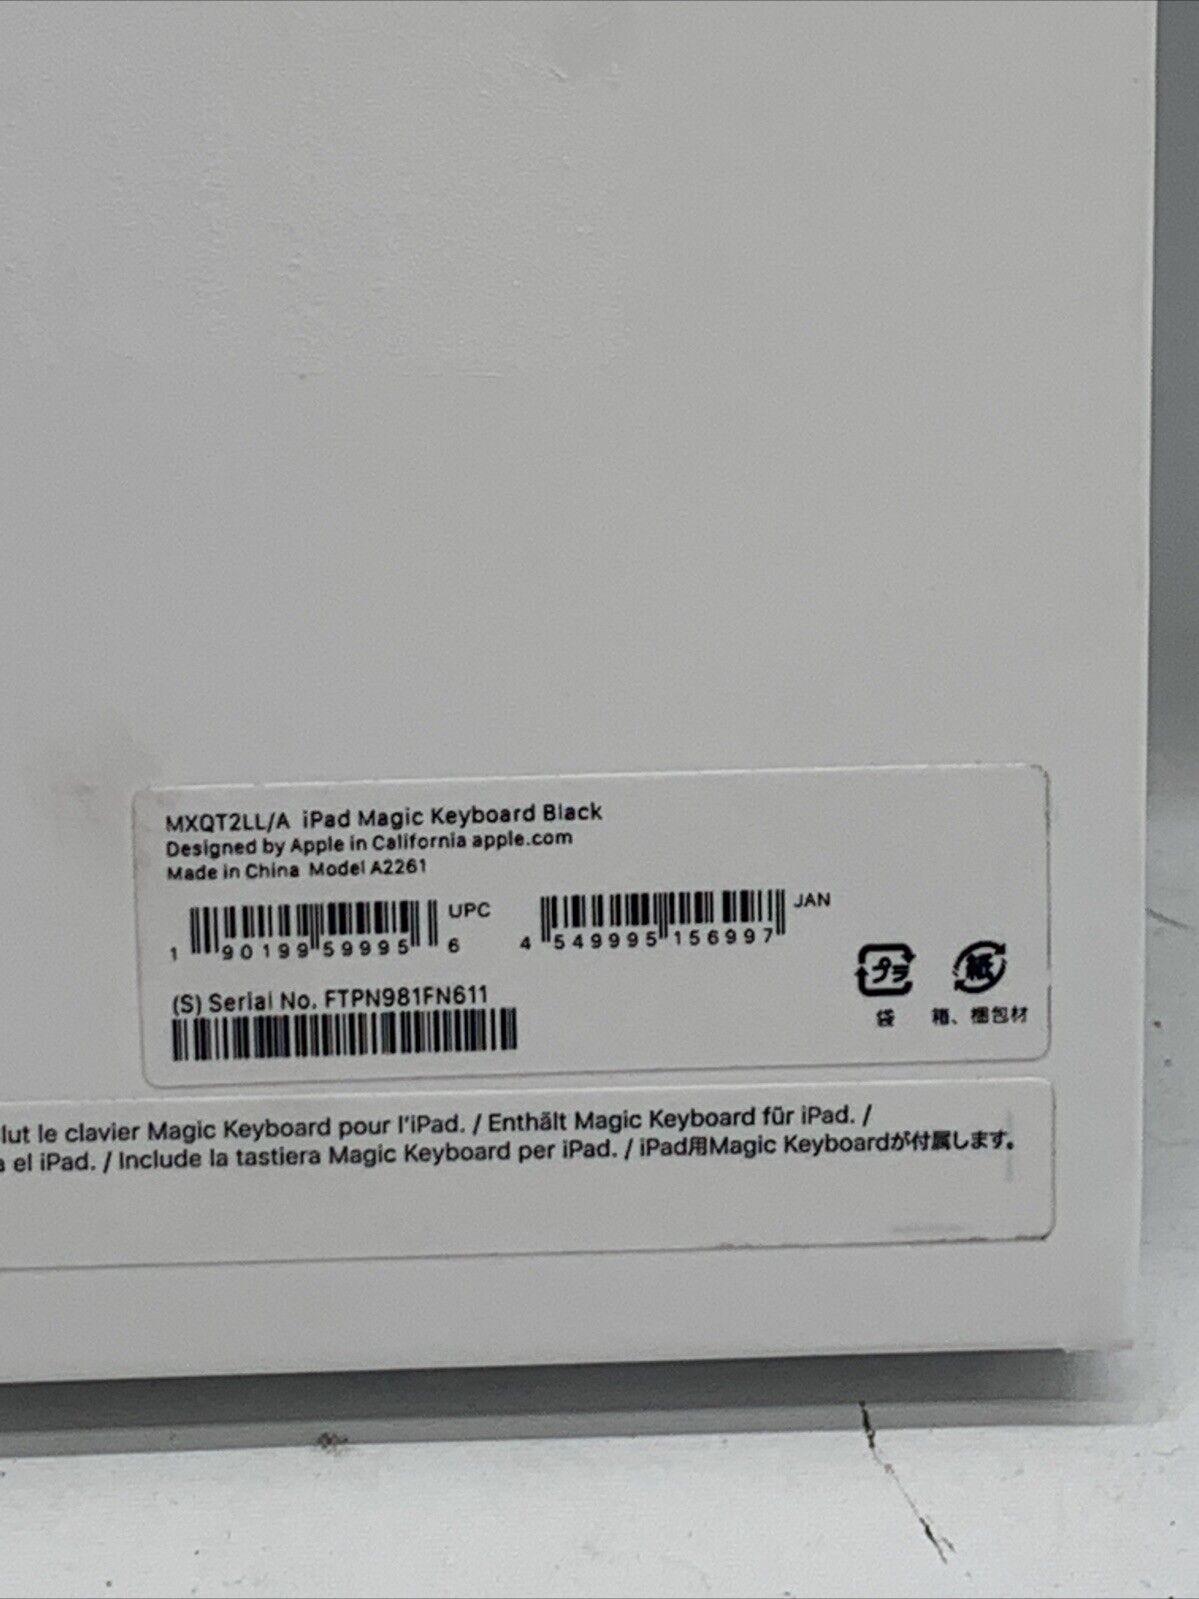 MXQT2LL/A iPad Magic Keyboard Black
Designed by Apple in California apple.com
Made in China Model A2261
1 90199 59995 6 UPC
4 549995 156997 JAN
(S) Serial No. FTPN981FN611
プラ
袋
紙
箱、梱包材
lut le clavier Magic Keyboard pour l'iPad. / Enthält Magic Keyboard für iPad. /
a el iPad. / Include la tastiera Magic Keyboard per iPad. / iPad用Magic Keyboardが付属します。